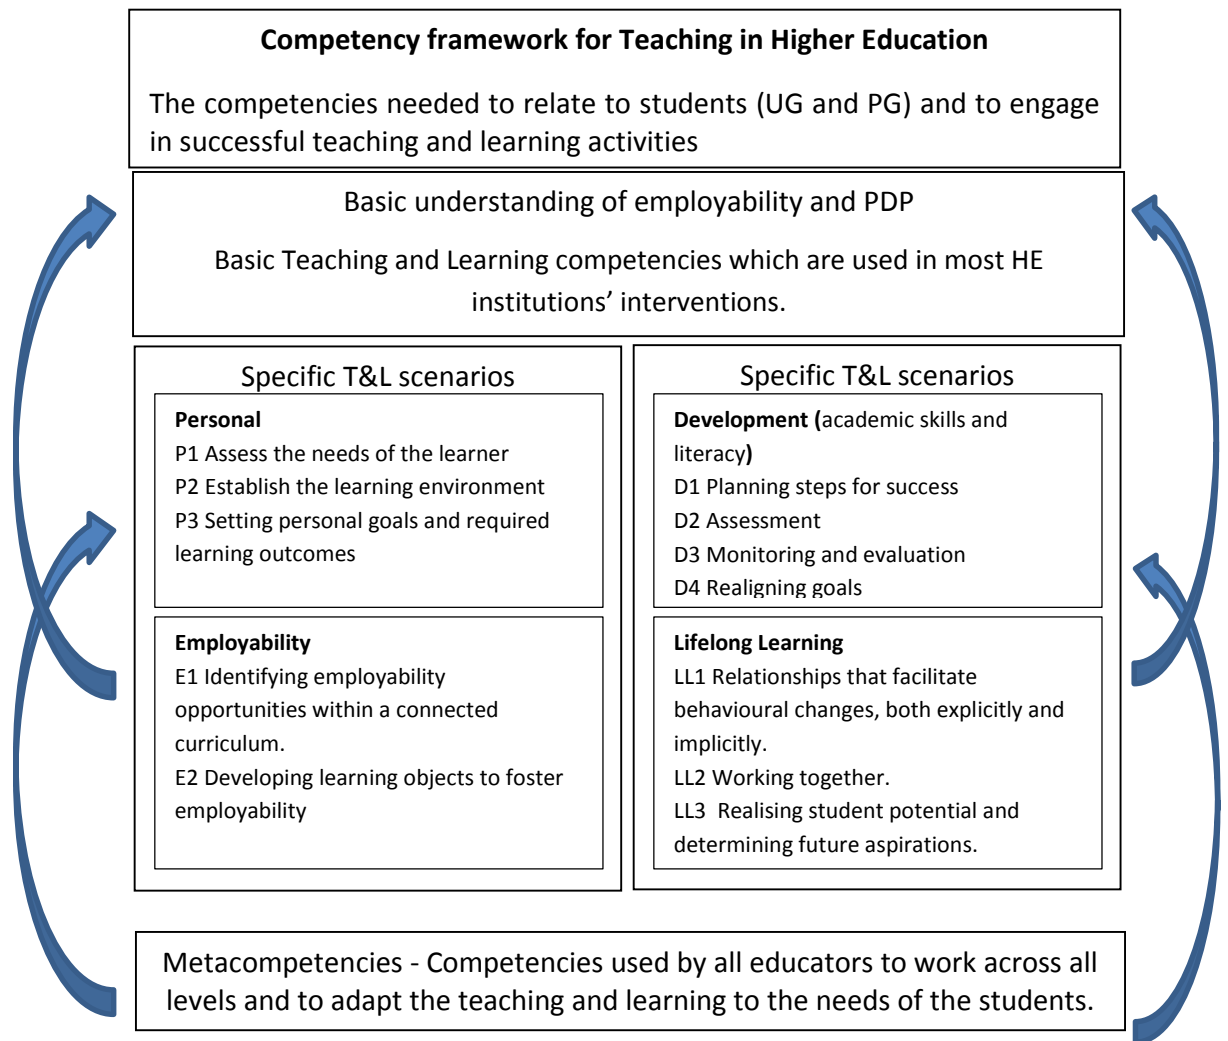 Competency framework for Teaching in Higher Education
The competencies needed to relate to students (UG and PG) and to engage
in successful teaching and learning activities
Basic understanding of employability and PDP
Basic Teaching and Learning competencies which are used in most HE
institutions’ interventions.
Specific T&L scenarios
Personal
P1 Assess the needs of the learner
P2 Establish the learning environment
P3 Setting personal goals and required
learning outcomes
Employability
E1 Identifying employability
opportunities within a connected
curriculum.
E2 Developing learning objects to foster
employability
Specific T&L scenarios
Development (academic skills and
literacy)
D1 Planning steps for success
D2 Assessment
D3 Monitoring and evaluation
D4 Realigning goals
Lifelong Learning
LL1 Relationships that facilitate
behavioural changes, both explicitly and
implicitly.
LL2 Working together.
LL3  Realising student potential and
determining future aspirations.
Metacompetencies - Competencies used by all educators to work across all
levels and to adapt the teaching and learning to the needs of the students.